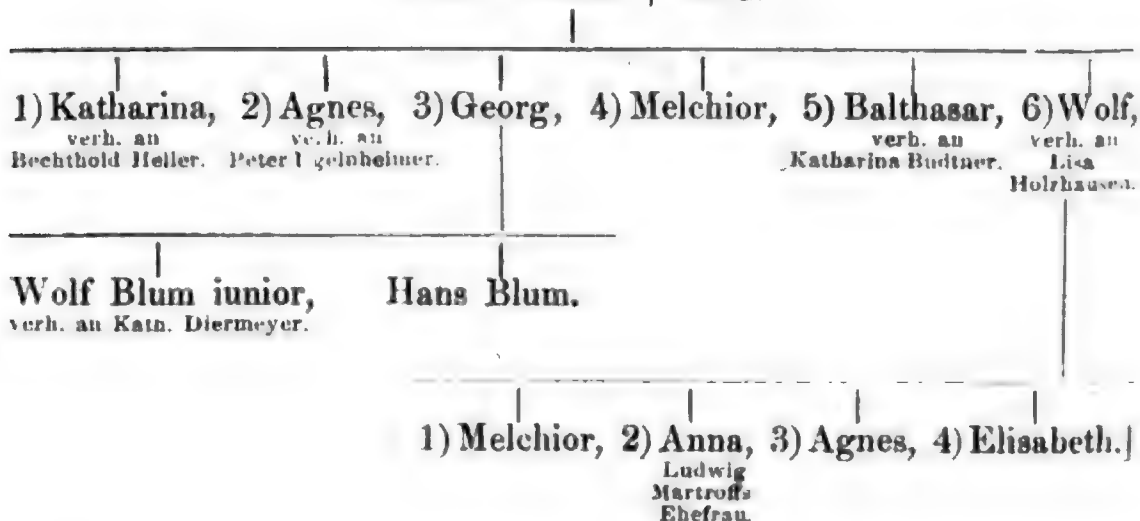 1) Katharina, 2) Agnes, 3) Georg, 4) Melchior, 5) Balthasar, 6) Wolf,
verh. an verh. an verh. an verh. an
Bechthold Heller. Peter Katharina Budtner. Lisa
Holzhausen.
Wolf Blum iunior, Hans Blum.
verh. an Kath. Diermeyer.
1) Melchior, 2) Anna, 3) Agnes, 4) Elisabeth.]
Ludwig
Martroffs
Ehefrau.